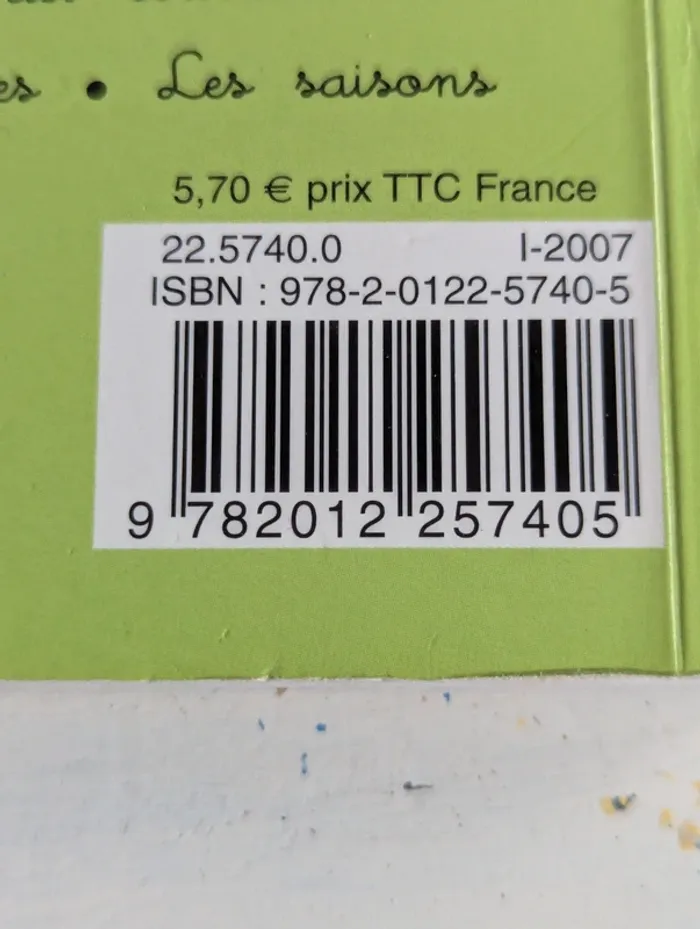 • Les saisons
5,70 € prix TTC France
22.5740.0 I-2007
ISBN : 978-2-0122-5740-5
9 782012 257405